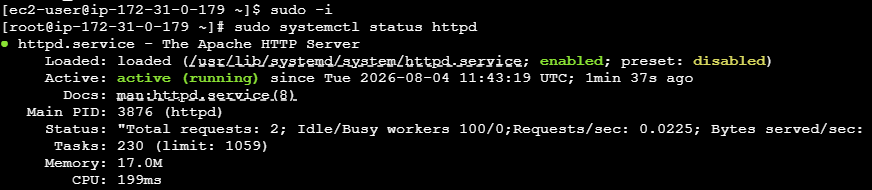 [ec2-user@ip-172-31-0-179 ~]$ sudo -i
[root@ip-172-31-0-179 ~]# sudo systemctl status httpd
● httpd.service - The Apache HTTP Server
Loaded: loaded (/usr/lib/systemd/system/httpd.service; enabled; preset: disabled)
Active: active (running) since Tue 2026-08-04 11:43:19 UTC; 1min 37s ago
Docs: man:httpd.service(8)
Main PID: 3876 (httpd)
Status: "Total requests: 2; Idle/Busy workers 100/0;Requests/sec: 0.0225; Bytes served/sec:
Tasks: 230 (limit: 1059)
Memory: 17.0M
CPU: 199ms